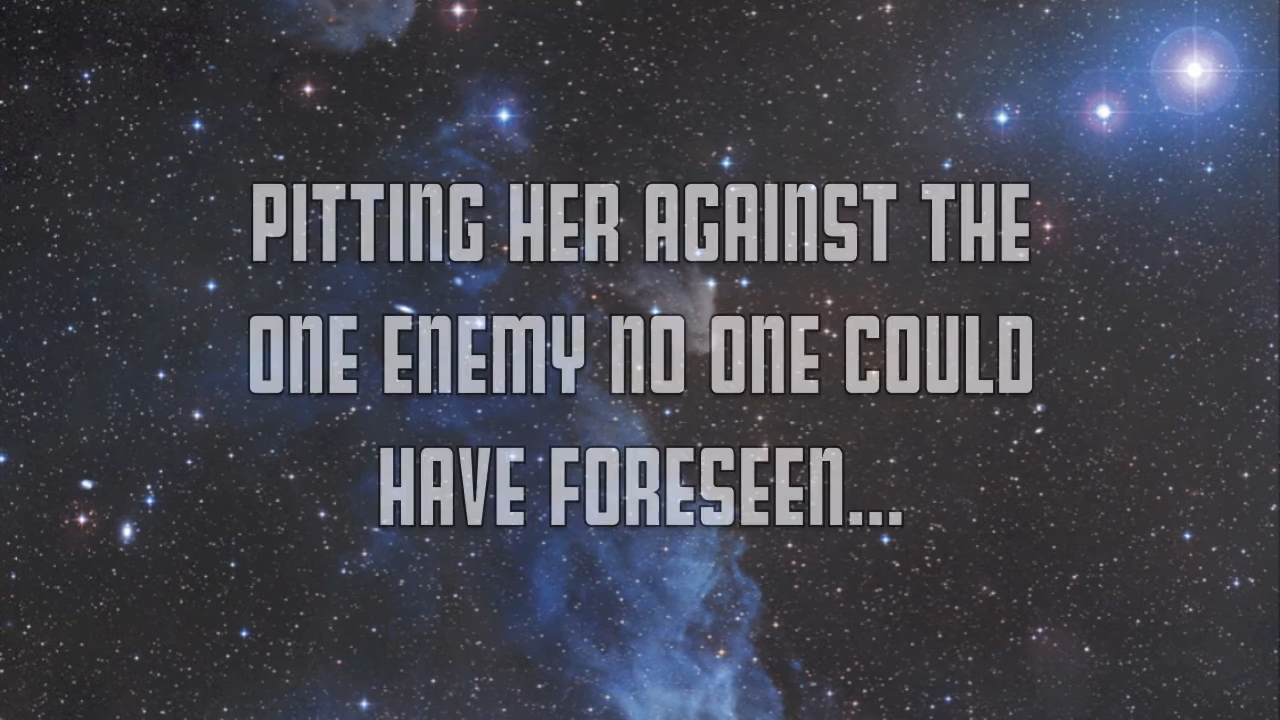 PITTING HER AGAINST THE
ONE ENEMY NO ONE COULD
HAVE FORESEEN...